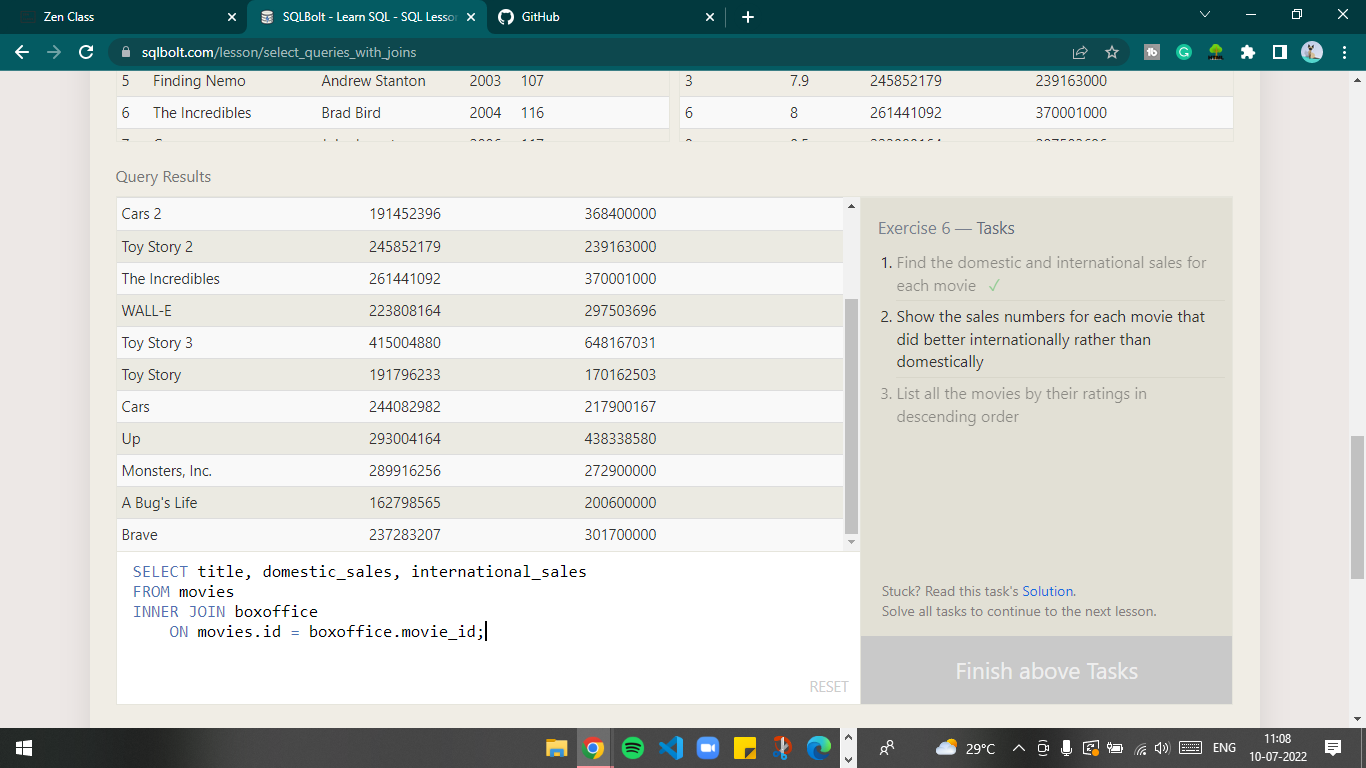 Zen Class
SQLBolt - Learn SQL - SQL Lesso
GitHub
sqlbolt.com/lesson/select_queries_with_joins
5 Finding Nemo Andrew Stanton 2003 107
3 7.9 245852179 239163000
6 The Incredibles Brad Bird 2004 116
6 8 261441092 370001000
Query Results
Cars 2 191452396 368400000
Toy Story 2 245852179 239163000
The Incredibles 261441092 370001000
WALL-E 223808164 297503696
Toy Story 3 415004880 648167031
Toy Story 191796233 170162503
Cars 244082982 217900167
Up 293004164 438338580
Monsters, Inc. 289916256 272900000
A Bug's Life 162798565 200600000
Brave 237283207 301700000
SELECT title, domestic_sales, international_sales
FROM movies
INNER JOIN boxoffice
ON movies.id = boxoffice.movie_id;
RESET
Exercise 6 — Tasks
1. Find the domestic and international sales for
each movie ✓
2. Show the sales numbers for each movie that
did better internationally rather than
domestically
3. List all the movies by their ratings in
descending order
Stuck? Read this task's Solution.
Solve all tasks to continue to the next lesson.
Finish above Tasks
29°C
ENG
11:08
10-07-2022